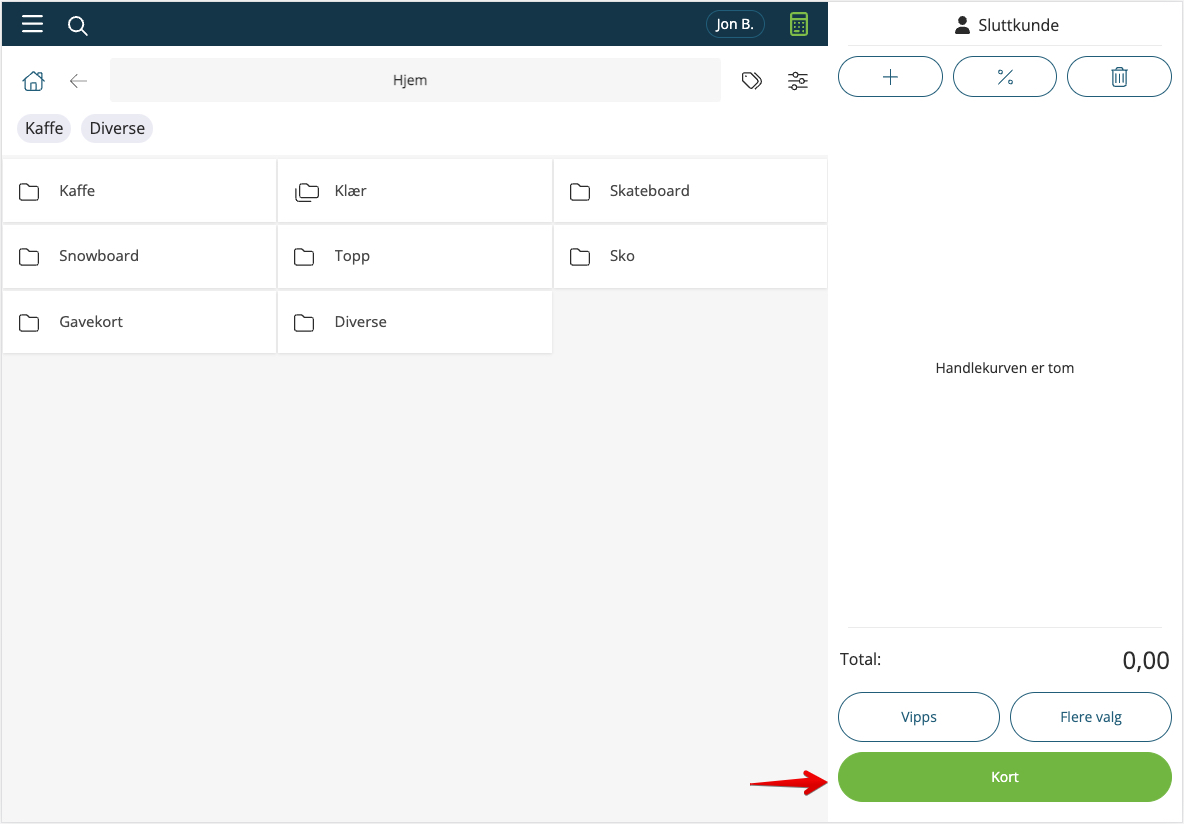 Jon B.
Sluttkunde
Hjem
Kaffe Diverse
Kaffe Klær Skateboard
Snowboard Topp Sko
Gavekort Diverse
Handlekurven er tom
Total: 0,00
Vipps Flere valg
Kort